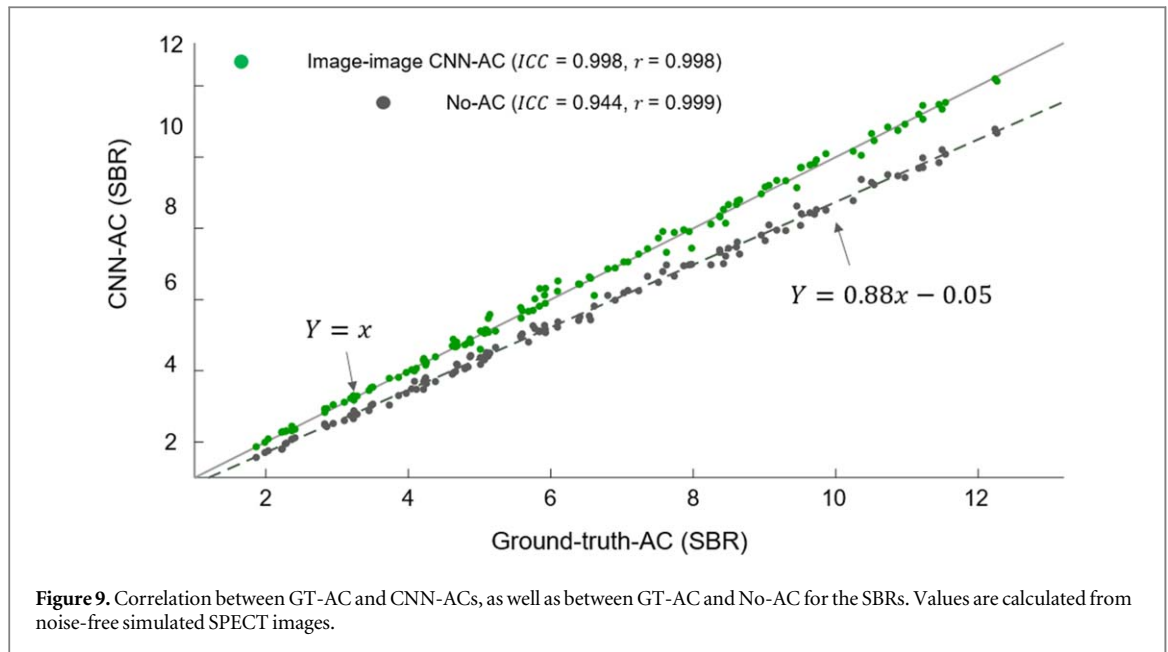 12
Image-image CNN-AC (ICC = 0.998, r = 0.998)
No-AC (ICC = 0.944, r = 0.999)
10
CNN-AC (SBR)
8
6
Y = 0.88x − 0.05
Y = x
4
2
2 4 6 8 10 12
Ground-truth-AC (SBR)
Figure 9. Correlation between GT-AC and CNN-ACs, as well as between GT-AC and No-AC for the SBRs. Values are calculated from
noise-free simulated SPECT images.